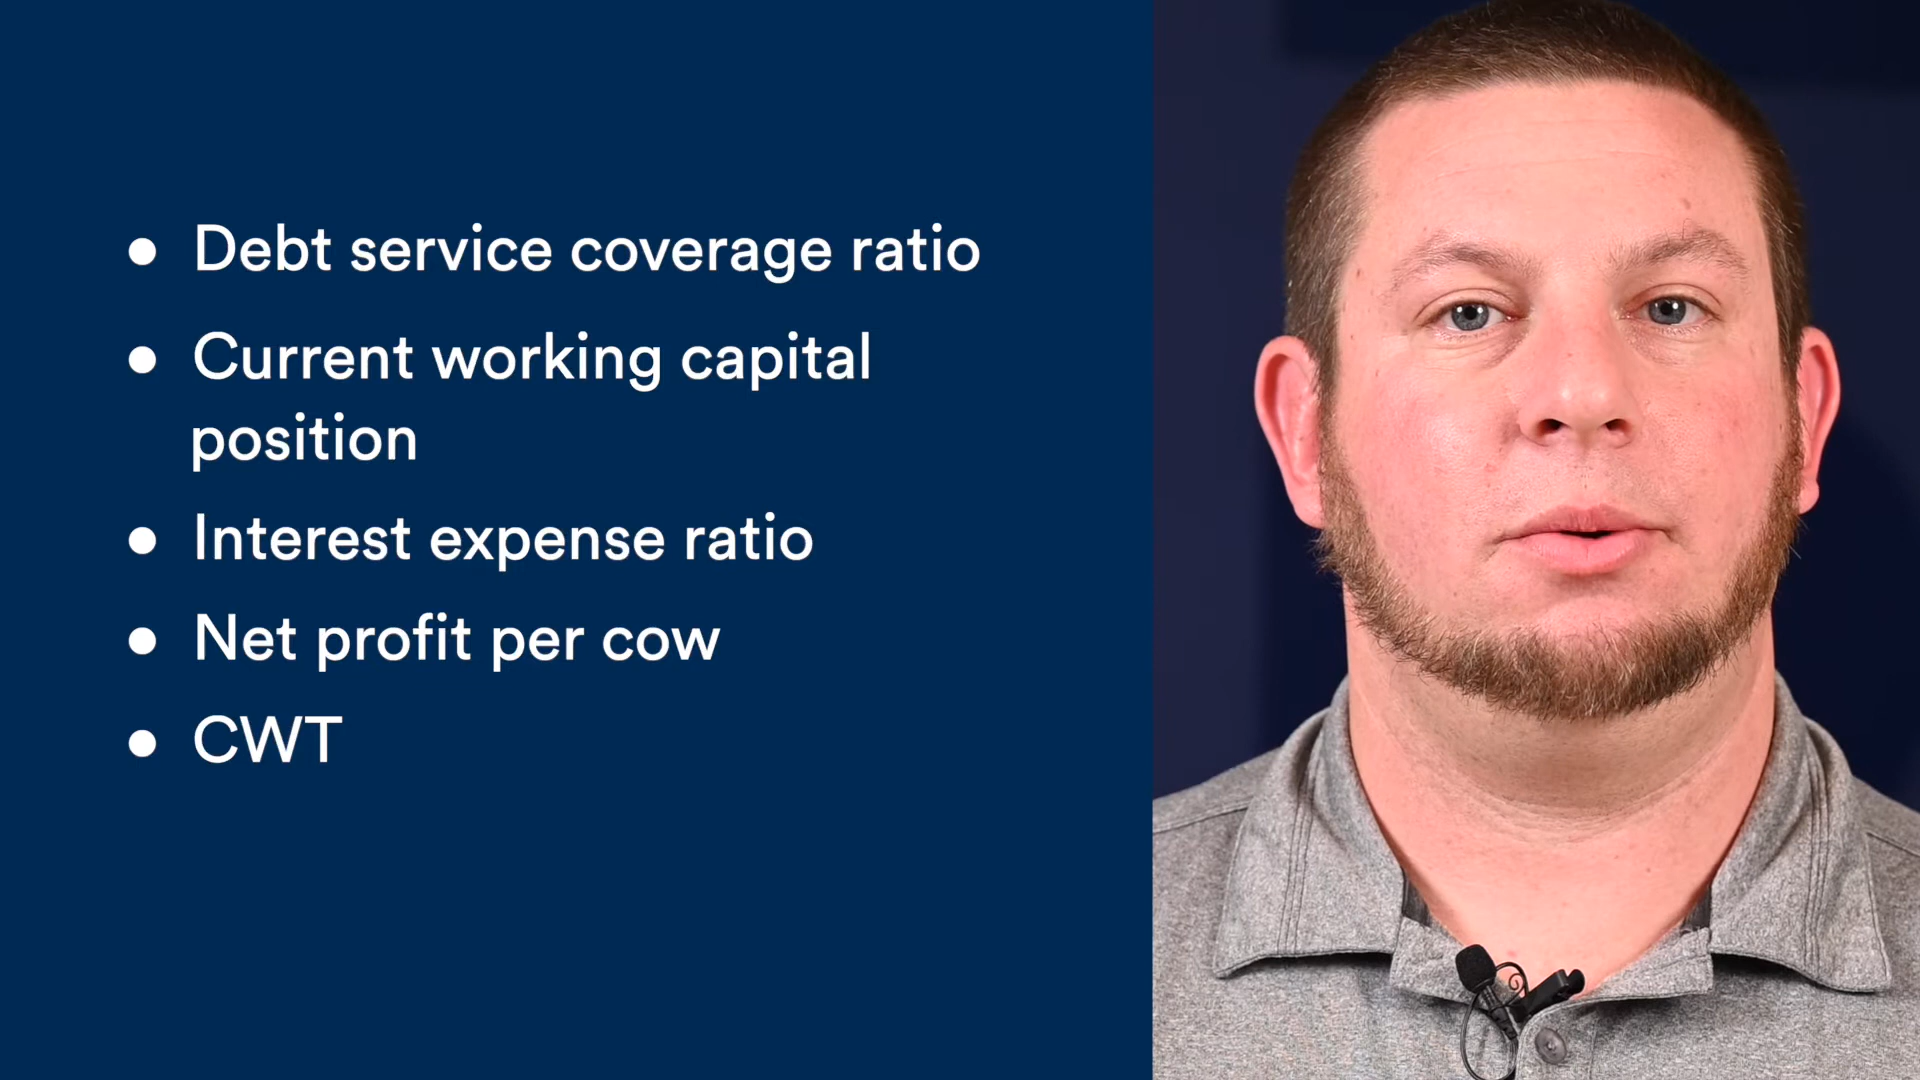 • Debt service coverage ratio
• Current working capital
position
• Interest expense ratio
• Net profit per cow
• CWT